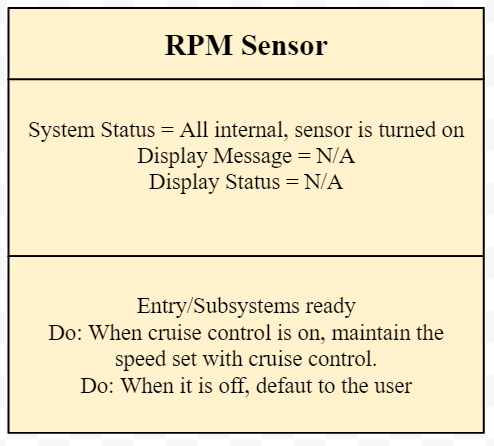 RPM Sensor
System Status = All internal, sensor is turned on
Display Message = N/A
Display Status = N/A
Entry/Subsystems ready
Do: When cruise control is on, maintain the
speed set with cruise control.
Do: When it is off, defaut to the user